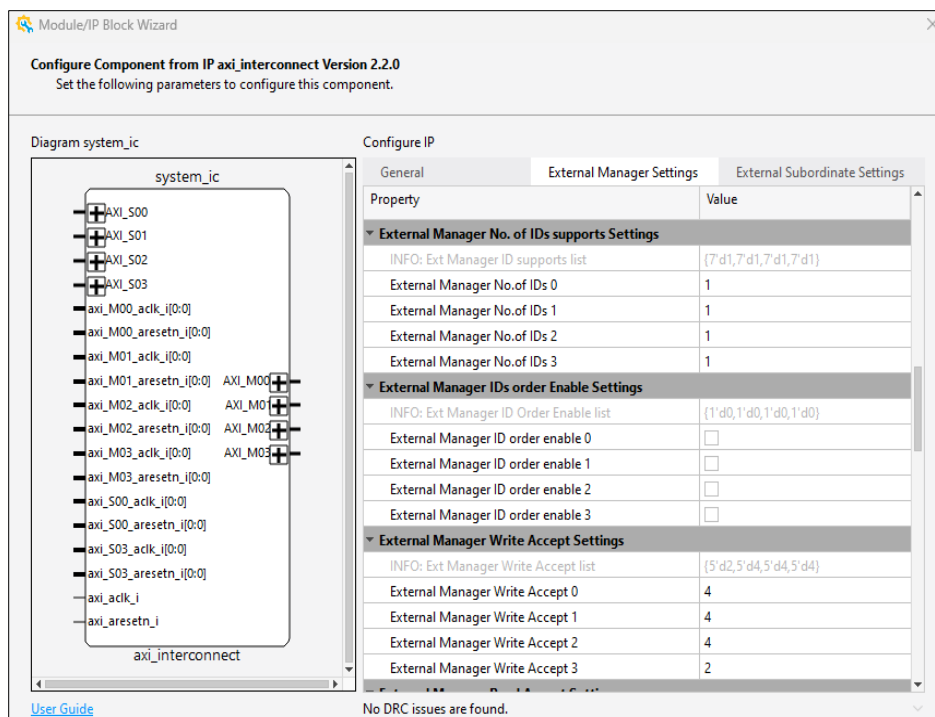 Module/IP Block Wizard
Configure Component from IP axi_interconnect Version 2.2.0
Set the following parameters to configure this component.
Diagram system_ic
system_ic
AXI_S00
AXI_S01
AXI_S02
AXI_S03
axi_M00_aclk_i[0:0]
axi_M00_aresetn_i[0:0]
axi_M01_aclk_i[0:0]
axi_M01_aresetn_i[0:0] AXI_M00
axi_M02_aclk_i[0:0] AXI_M01
axi_M02_aresetn_i[0:0] AXI_M02
axi_M03_aclk_i[0:0] AXI_M03
axi_M03_aresetn_i[0:0]
axi_S00_aclk_i[0:0]
axi_S00_aresetn_i[0:0]
axi_S03_aclk_i[0:0]
axi_S03_aresetn_i[0:0]
axi_aclk_i
axi_aresetn_i
axi_interconnect
User Guide
Configure IP
General External Manager Settings External Subordinate Settings
Property Value
External Manager No. of IDs supports Settings
INFO: Ext Manager ID supports list {7'd1,7'd1,7'd1,7'd1}
External Manager No.of IDs 0 1
External Manager No.of IDs 1 1
External Manager No.of IDs 2 1
External Manager No.of IDs 3 1
External Manager IDs order Enable Settings
INFO: Ext Manager ID Order Enable list {1'd0,1'd0,1'd0,1'd0}
External Manager ID order enable 0
External Manager ID order enable 1
External Manager ID order enable 2
External Manager ID order enable 3
External Manager Write Accept Settings
INFO: Ext Manager Write Accept list {5'd2,5'd4,5'd4,5'd4}
External Manager Write Accept 0 4
External Manager Write Accept 1 4
External Manager Write Accept 2 4
External Manager Write Accept 3 2
No DRC issues are found.